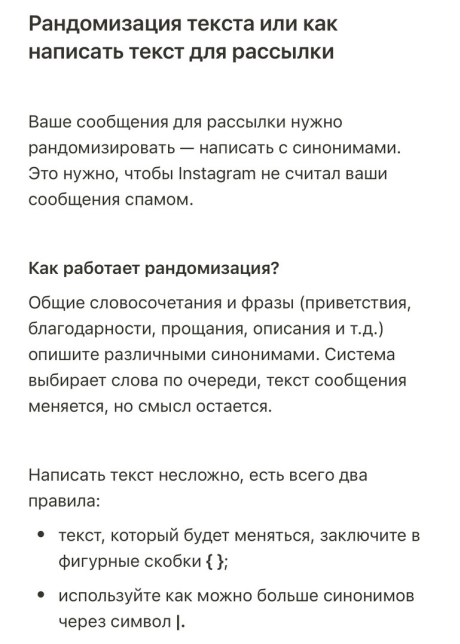 Рандомизация текста или как
написать текст для рассылки
Ваше сообщения для рассылки нужно
рандомизировать — написать с синонимами.
Это нужно, чтобы Instagram не считал ваши
сообщения спамом.
Как работает рандомизация?
Общие словосочетания и фразы (приветствия,
благодарности, прощания, описания и т.д.)
опишите различными синонимами. Система
выбирает слова по очереди, текст сообщения
меняется, но смысл остается.
Написать текст несложно, есть всего два
правила:
• текст, который будет меняться, заключите в
фигурные скобки { };
• используйте как можно больше синонимов
через символ |.